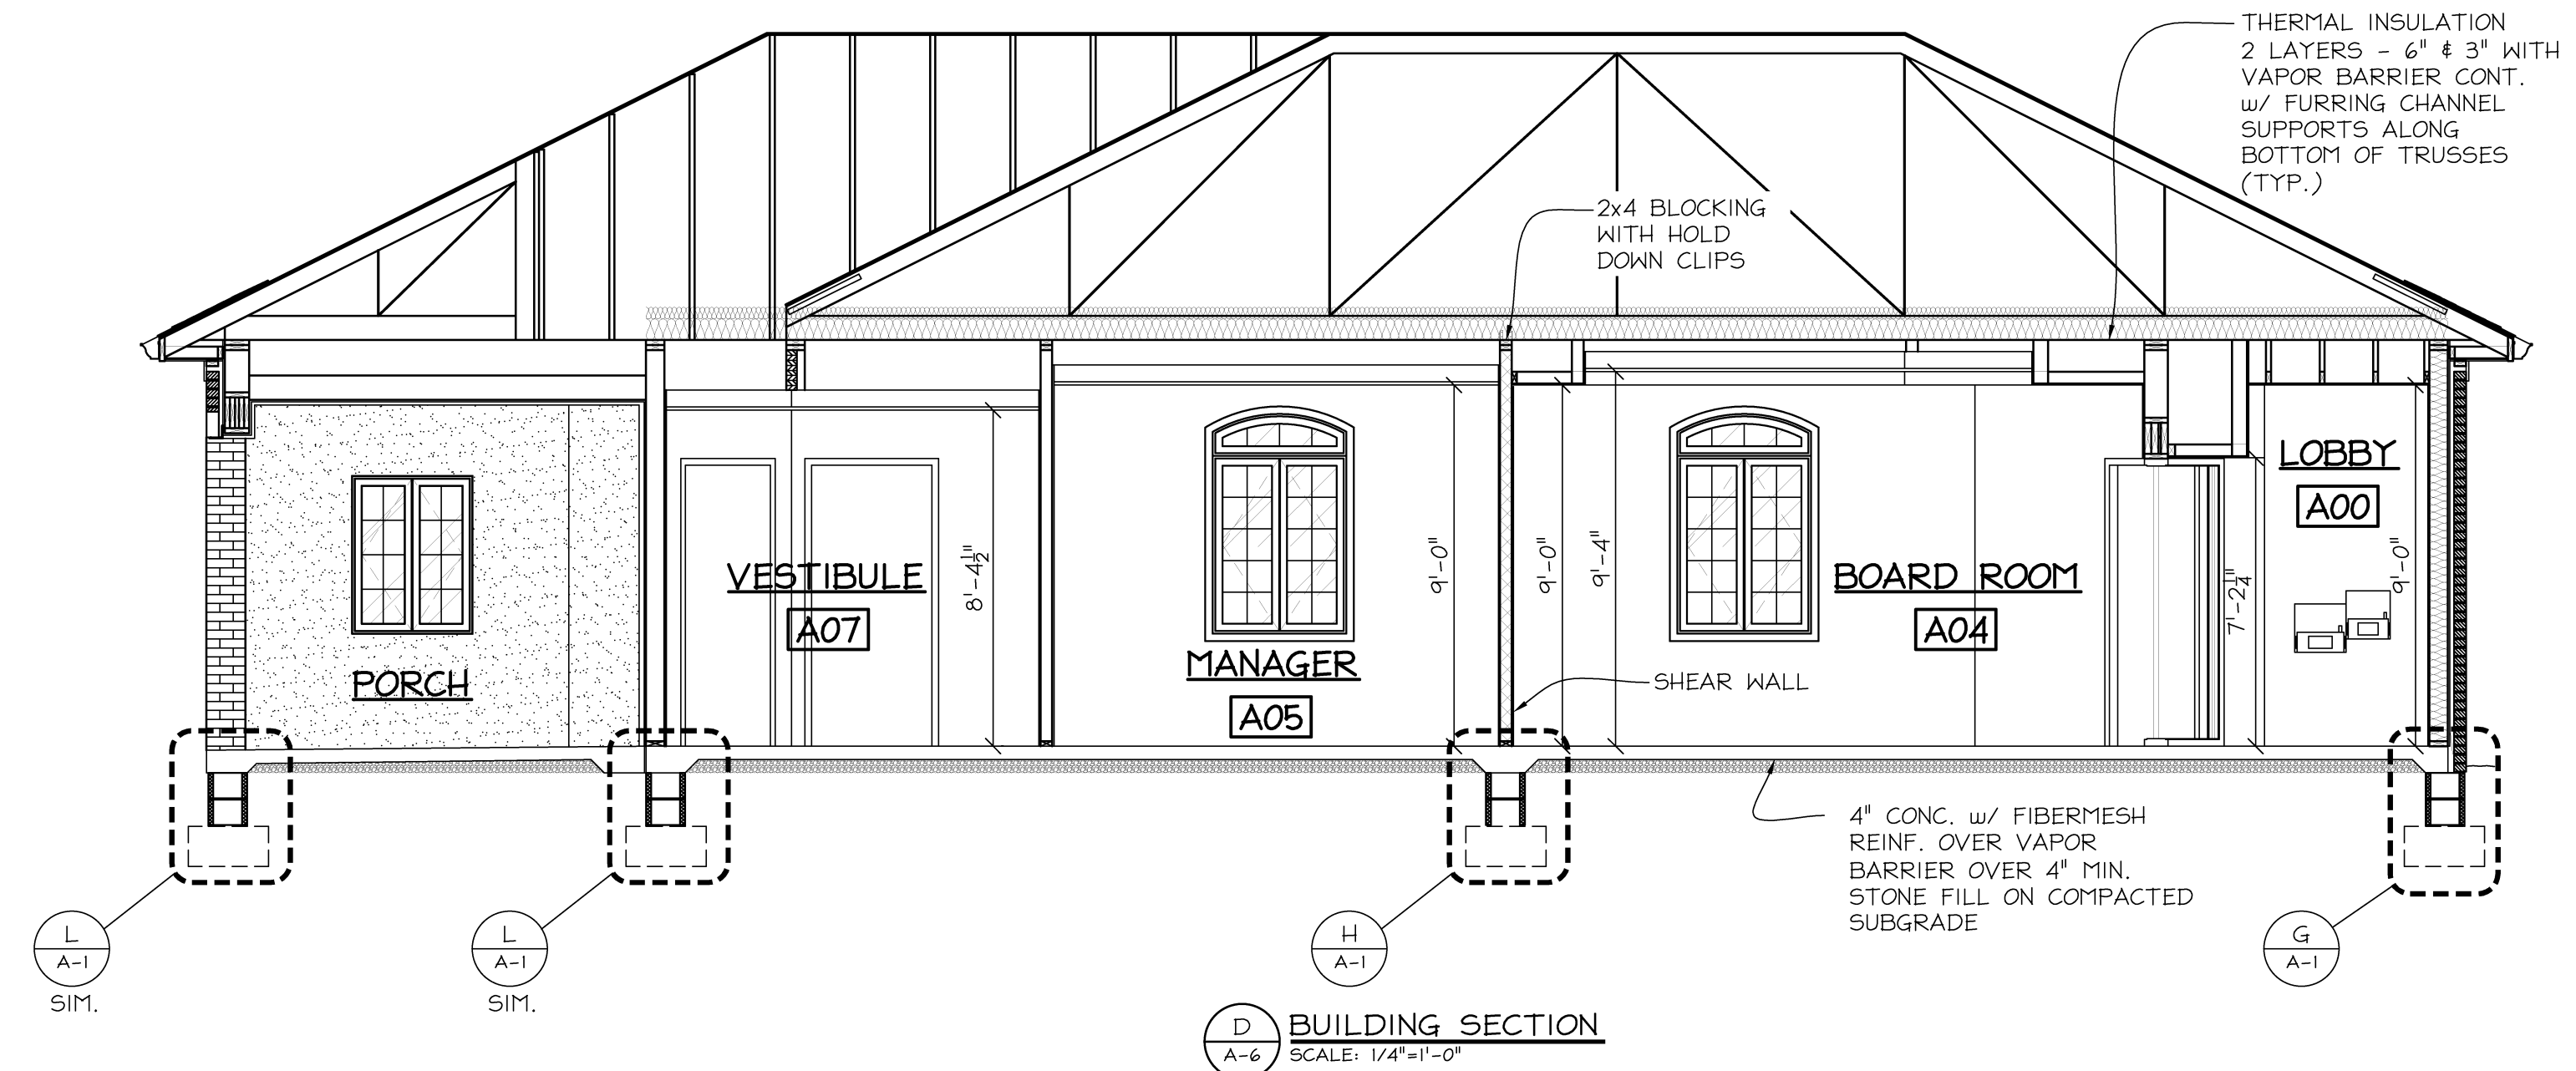 THERMAL INSULATION
2 LAYERS - 6" & 3" WITH
VAPOR BARRIER CONT.
w/ FURRING CHANNEL
SUPPORTS ALONG
BOTTOM OF TRUSSES
(TYP.)
2x4 BLOCKING
WITH HOLD
DOWN CLIPS
PORCH
VESTIBULE
A07
8'-4 1/2"
MANAGER
A05
9'-0"
9'-0"
9'-4"
SHEAR WALL
BOARD ROOM
A04
7'-2 1/4"
LOBBY
A00
9'-0"
4" CONC. w/ FIBERMESH
REINF. OVER VAPOR
BARRIER OVER 4" MIN.
STONE FILL ON COMPACTED
SUBGRADE
L
A-1
SIM.
L
A-1
SIM.
H
A-1
G
A-1
D
A-6
BUILDING SECTION
SCALE: 1/4"=1'-0"